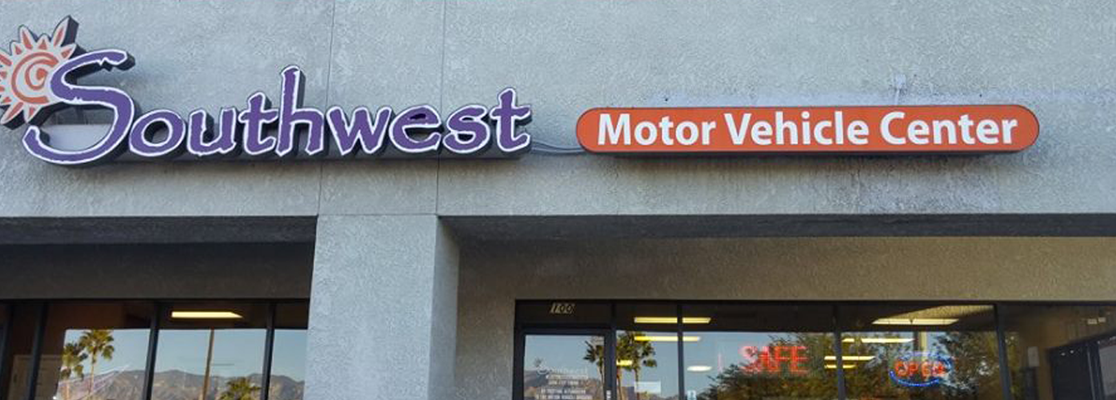 Southwest
Motor Vehicle Center
100
SAFE
OPEN